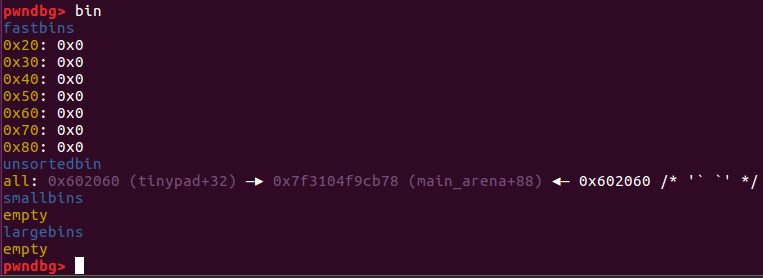 pwndbg> bin
fastbins
0x20: 0x0
0x30: 0x0
0x40: 0x0
0x50: 0x0
0x60: 0x0
0x70: 0x0
0x80: 0x0
unsortedbin
all: 0x602060 (tinypad+32) —▸ 0x7f3104f9cb78 (main_arena+88) ◂— 0x602060 /* '` `' */
smallbins
empty
largebins
empty
pwndbg>